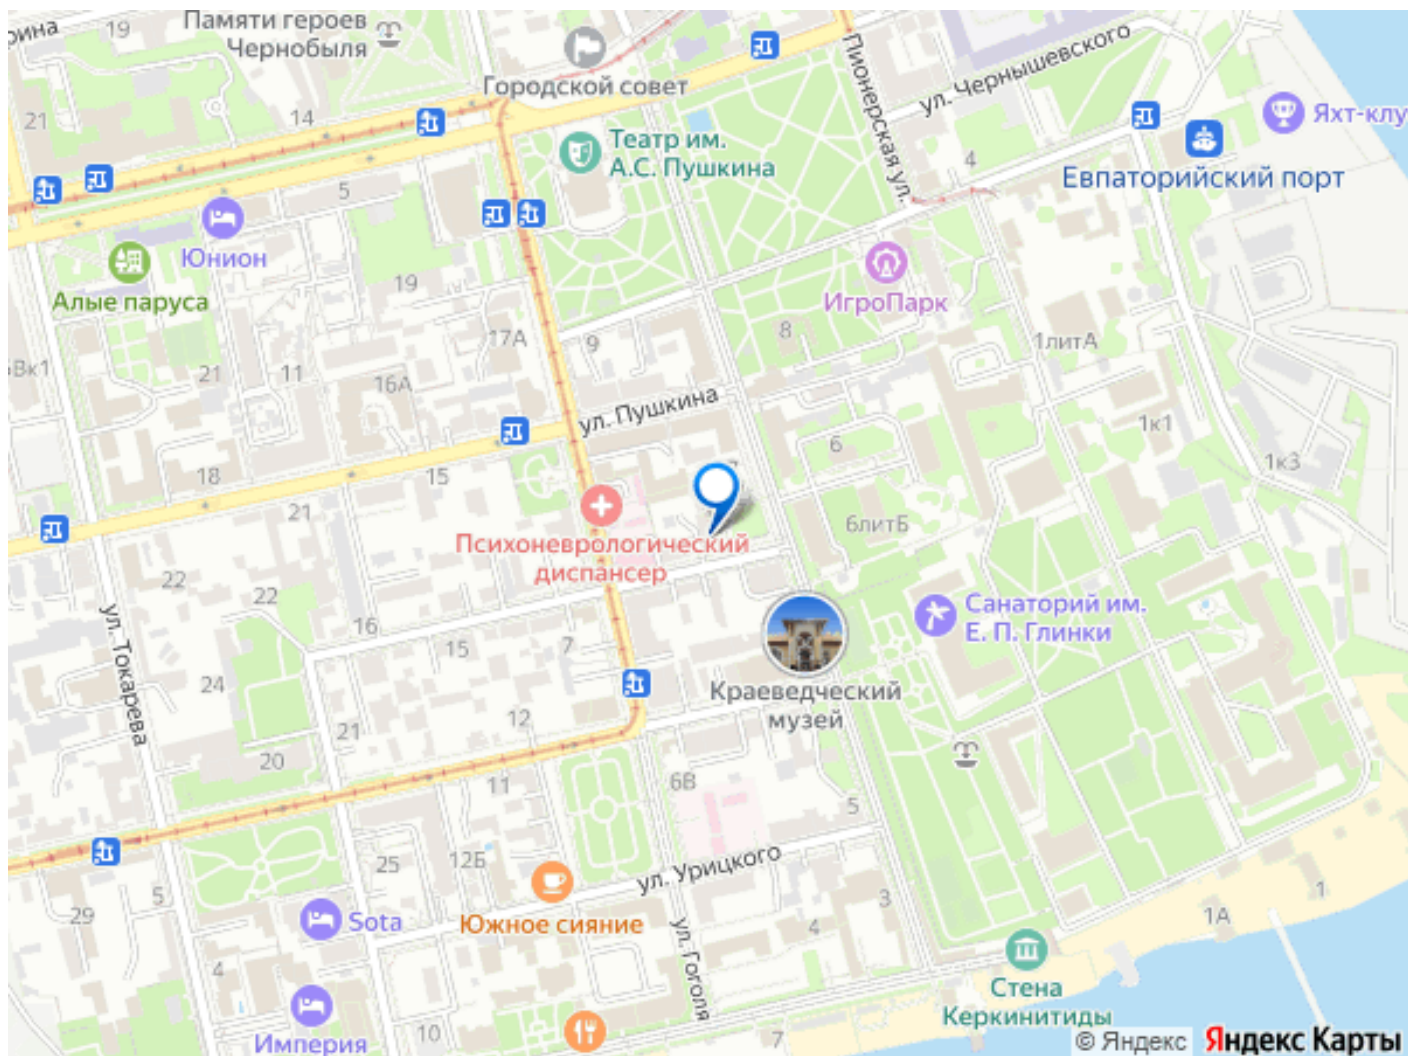 рина
19
Памяти героев
Чернобыля
Городской совет
Пионерская ул.
ул. Чернышевского
Яхт-клу
21
14
Театр им.
А.С. Пушкина
4
Евпаторийский порт
5
Юнион
Алые паруса
19
ИгроПарк
17А
9
8
1литА
Вк1
21
11
16А
ул. Пушкина
1к1
6
18
15
1к3
21
6литБ
Психоневрологический
диспансер
22
22
ул. Токарева
16
15
7
Санаторий им.
Е. П. Глинки
24
Краеведческий
музей
12
21
20
11
6В
5
25
12Б
ул. Урицкого
5
29
3
1
1А
Sota
Южное сияние
4
ул. Гоголя
4
Стена
Керкинитиды
Империя
10
7
© Яндекс
Яндекс Карты